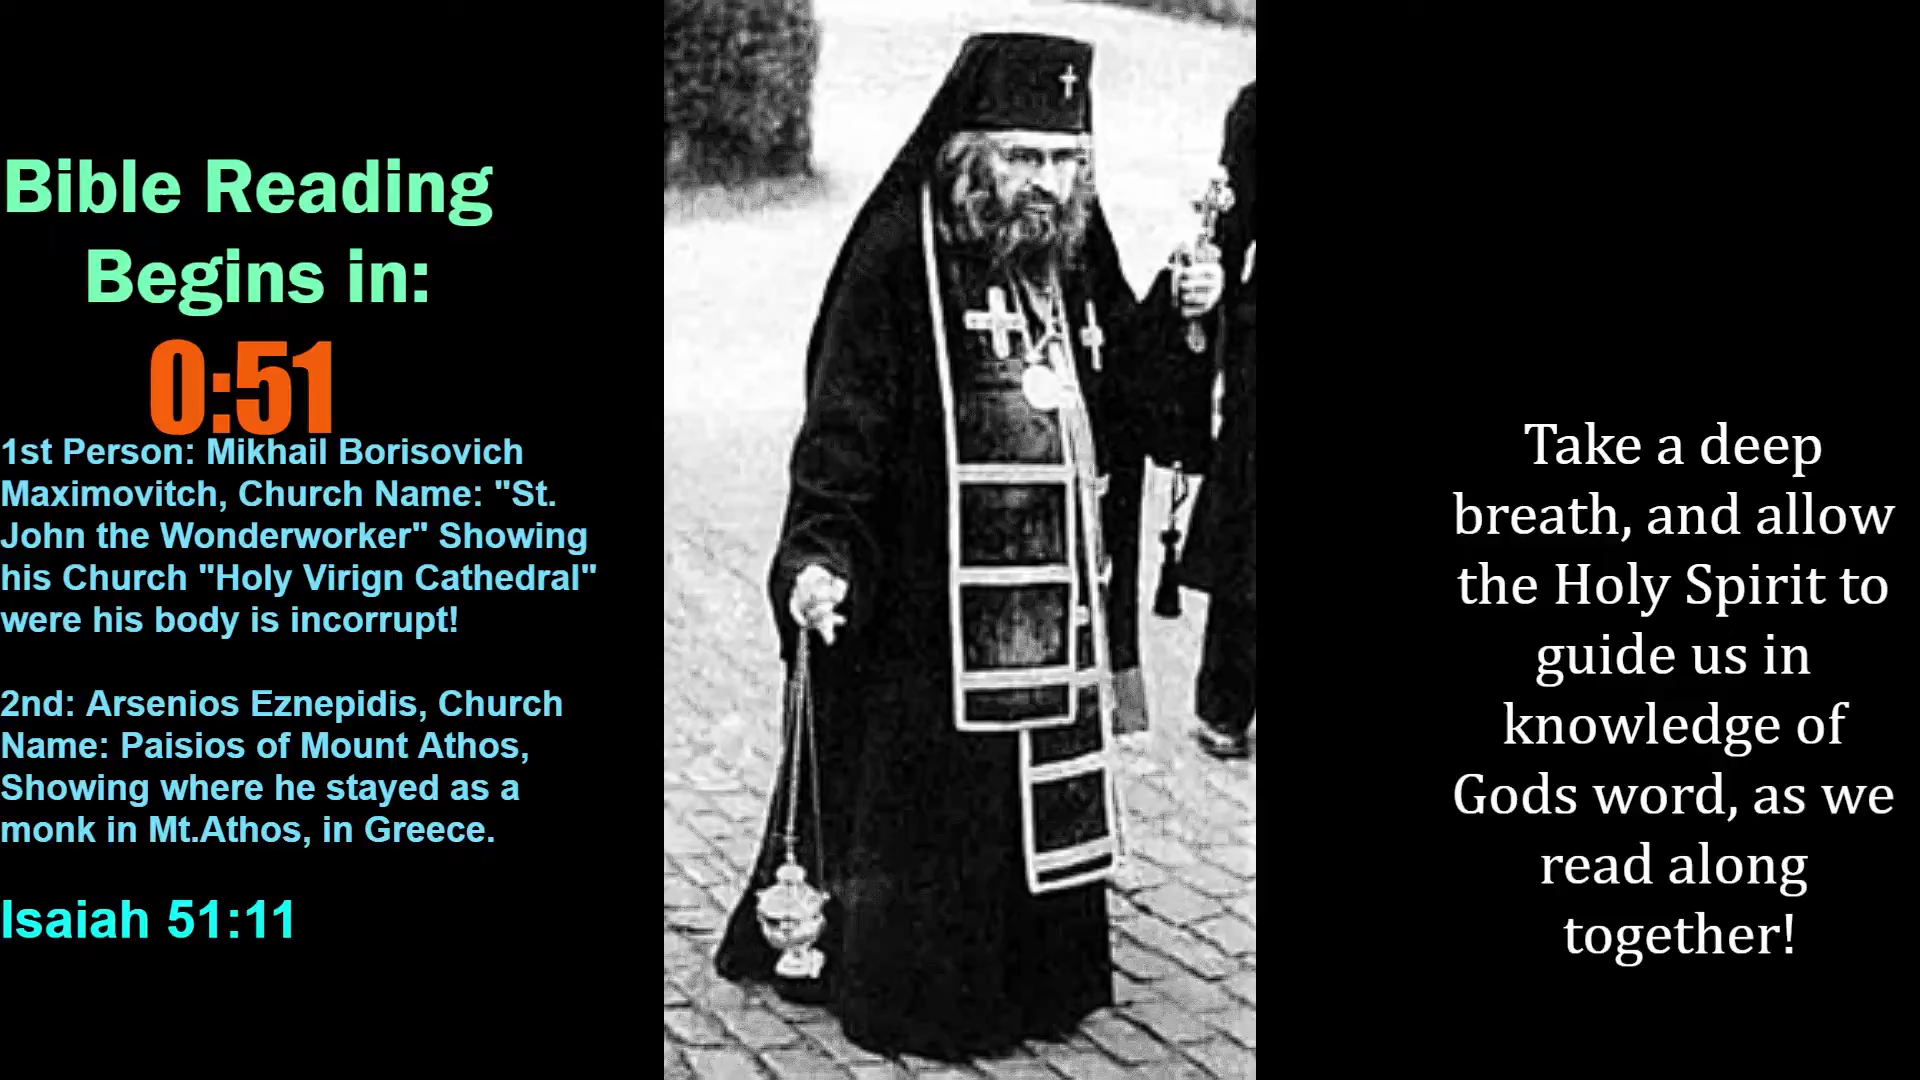 Bible Reading
Begins in:
0:51
1st Person: Mikhail Borisovich
Maximovitch, Church Name: "St.
John the Wonderworker" Showing
his Church "Holy Virign Cathedral"
were his body is incorrupt!
2nd: Arsenios Eznepidis, Church
Name: Paisios of Mount Athos,
Showing where he stayed as a
monk in Mt.Athos, in Greece.
Isaiah 51:11
Take a deep
breath, and allow
the Holy Spirit to
guide us in
knowledge of
Gods word, as we
read along
together!